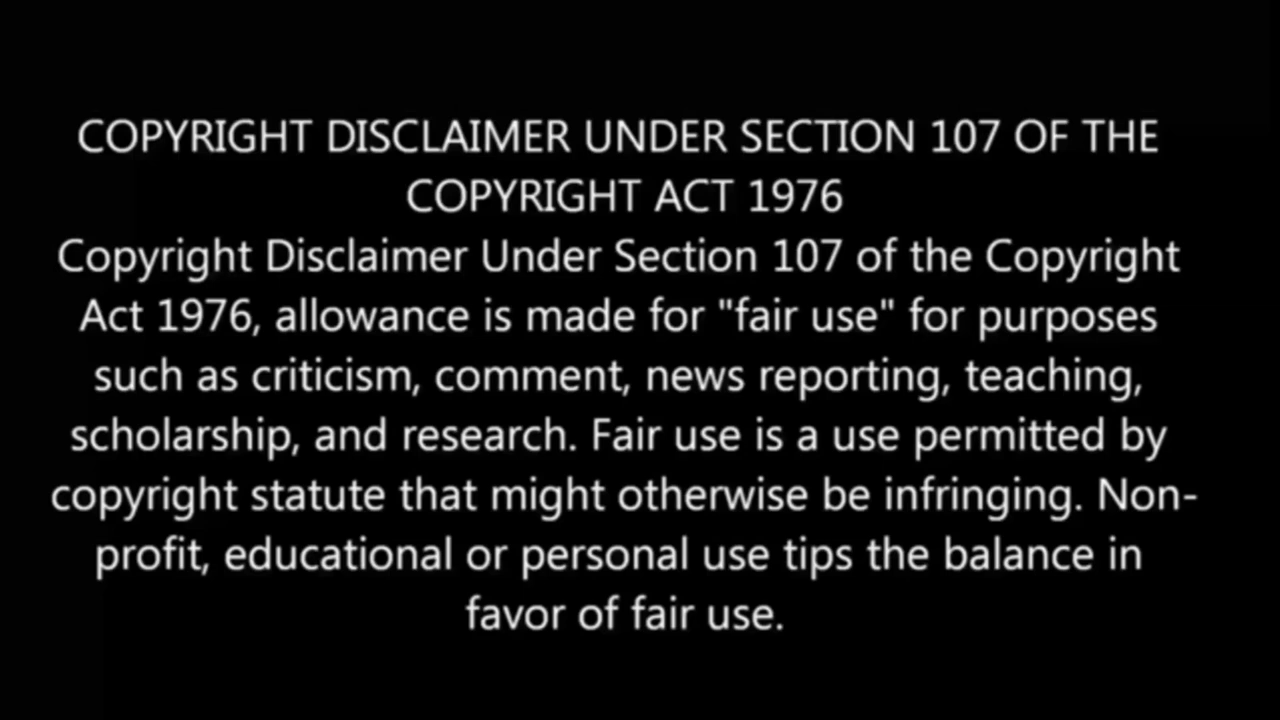 COPYRIGHT DISCLAIMER UNDER SECTION 107 OF THE
COPYRIGHT ACT 1976
Copyright Disclaimer Under Section 107 of the Copyright
Act 1976, allowance is made for "fair use" for purposes
such as criticism, comment, news reporting, teaching,
scholarship, and research. Fair use is a use permitted by
copyright statute that might otherwise be infringing. Non-
profit, educational or personal use tips the balance in
favor of fair use.